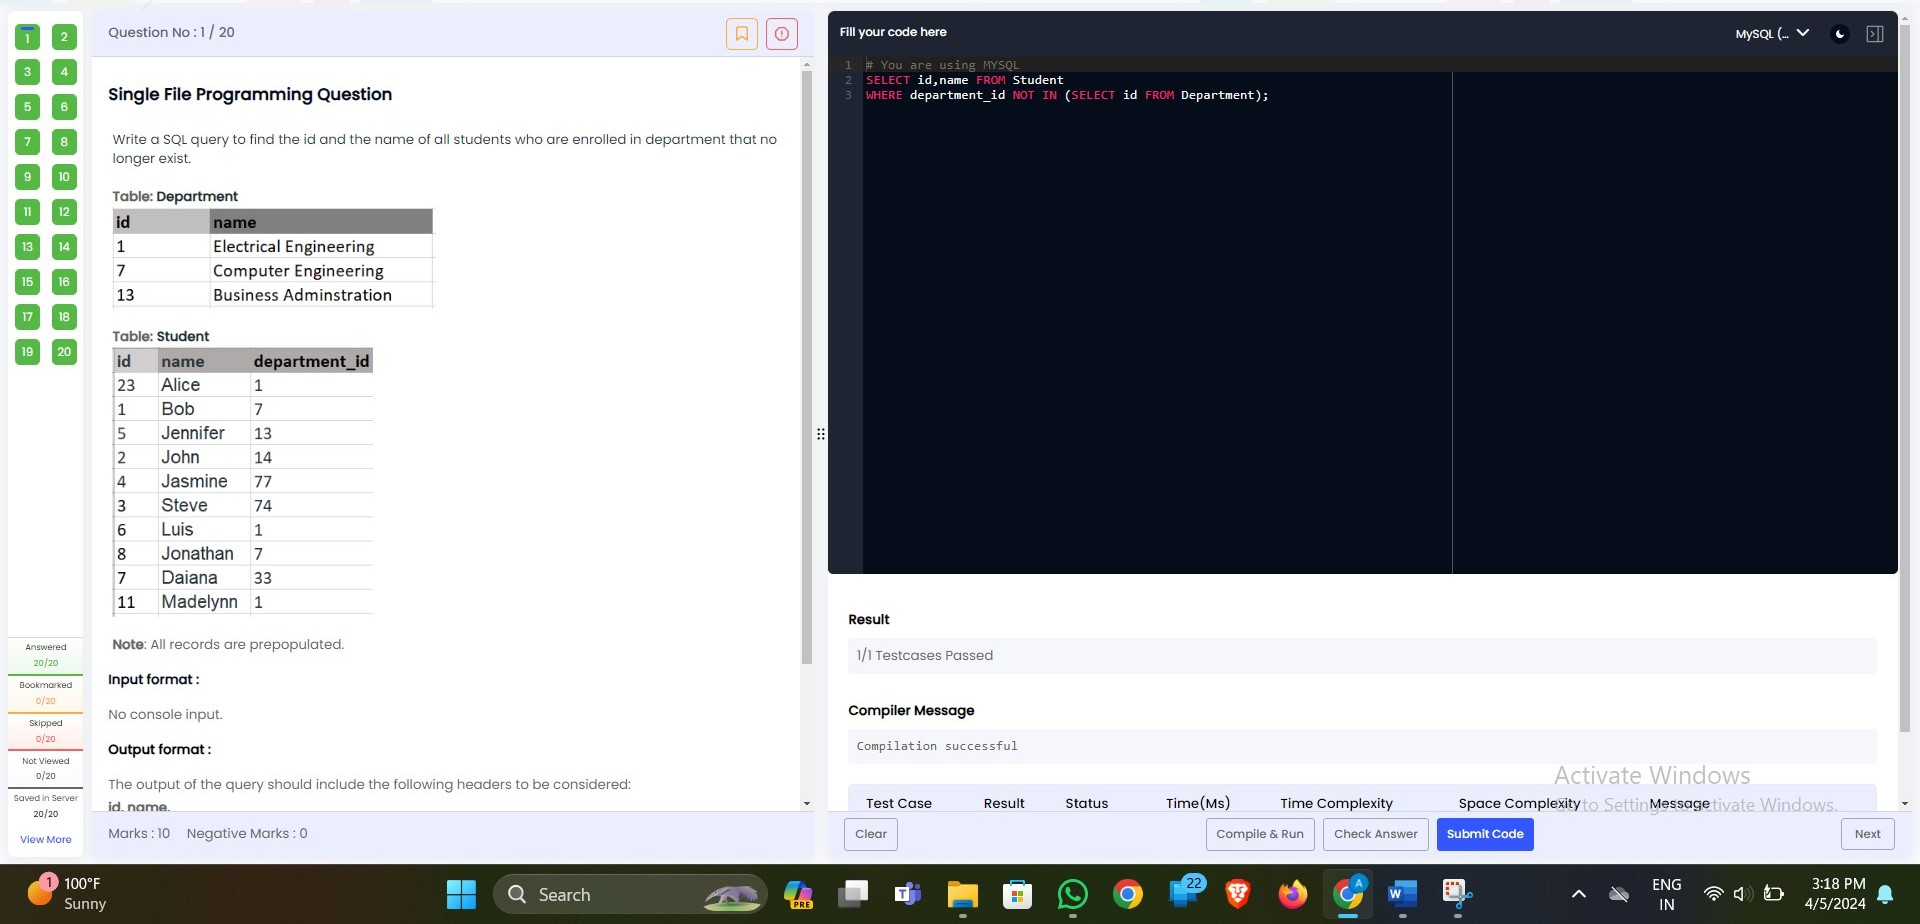 1 2
3 4
5 6
7 8
9 10
11 12
13 14
15 16
17 18
19 20
Answered
20/20
Bookmarked
0/20
Skipped
0/20
Not Viewed
0/20
Saved in Server
20/20
View More
Question No : 1 / 20
Single File Programming Question
Write a SQL query to find the id and the name of all students who are enrolled in department that no
longer exist.
Table: Department
id name
1 Electrical Engineering
7 Computer Engineering
13 Business Adminstration
Table: Student
id name department_id
23 Alice 1
1 Bob 7
5 Jennifer 13
2 John 14
4 Jasmine 77
3 Steve 74
6 Luis 1
8 Jonathan 7
7 Daiana 33
11 Madelynn 1
Note: All records are prepopulated.
Input format :
No console input.
Output format :
The output of the query should include the following headers to be considered:
id, name.
Marks : 10 Negative Marks : 0
Fill your code here
MySQL (...
1 # You are using MYSQL
2 SELECT id,name FROM Student
3 WHERE department_id NOT IN (SELECT id FROM Department);
Result
1/1 Testcases Passed
Compiler Message
Compilation successful
Activate Windows
Go to Settings to activate Windows.
Test Case Result Status Time(Ms) Time Complexity Space Complexity Message
Clear Compile & Run Check Answer Submit Code Next
1
100°F
Sunny
Search
PRE
22
A
ENG
IN
3:18 PM
4/5/2024